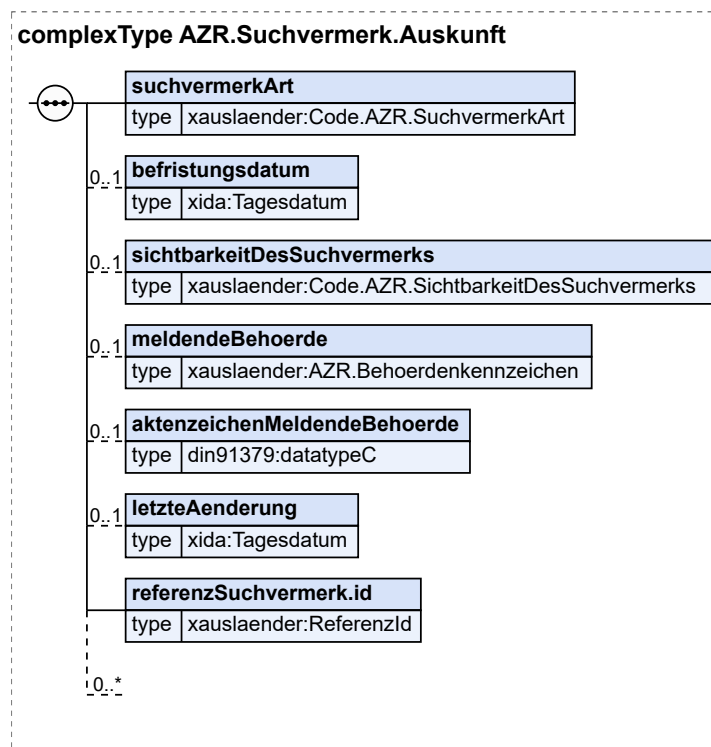 complexType AZR.Suchvermerk.Auskunft
suchvermerkArt
type xauslaender:Code.AZR.SuchvermerkArt
0..1 befristungsdatum
type xida:Tagesdatum
0..1 sichtbarkeitDesSuchvermerks
type xauslaender:Code.AZR.SichtbarkeitDesSuchvermerks
0..1 meldendeBehoerde
type xauslaender:AZR.Behoerdenkennzeichen
0..1 aktenzeichenMeldendeBehoerde
type din91379:datatypeC
0..1 letzteAenderung
type xida:Tagesdatum
referenzSuchvermerk.id
type xauslaender:ReferenzId
0..*